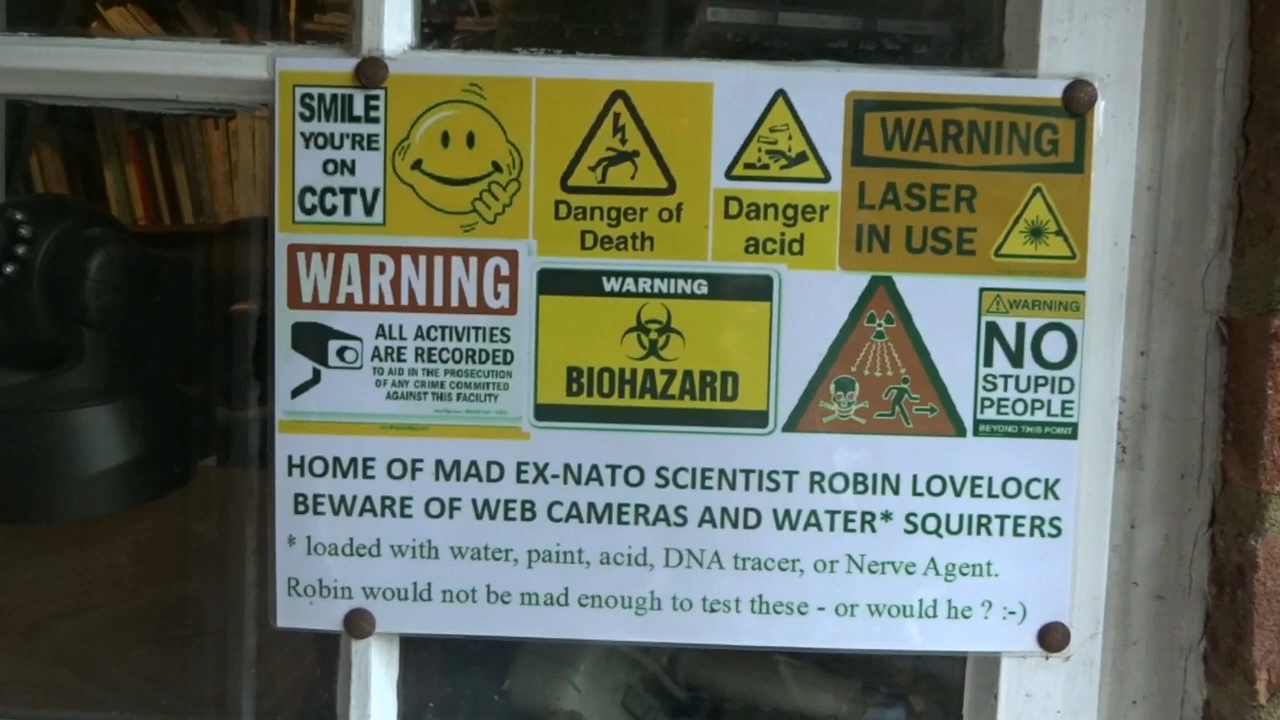 SMILE
YOU'RE
ON
CCTV
Danger of
Death
Danger
acid
WARNING
LASER
IN USE
WARNING
ALL ACTIVITIES
ARE RECORDED
TO AID IN THE PROSECUTION
OF ANY CRIME COMMITTED
AGAINST THIS FACILITY
WARNING
BIOHAZARD
WARNING
NO
STUPID
PEOPLE
BEYOND THIS POINT
HOME OF MAD EX-NATO SCIENTIST ROBIN LOVELOCK
BEWARE OF WEB CAMERAS AND WATER* SQUIRTERS
* loaded with water, paint, acid, DNA tracer, or Nerve Agent.
Robin would not be mad enough to test these - or would he ? :-)